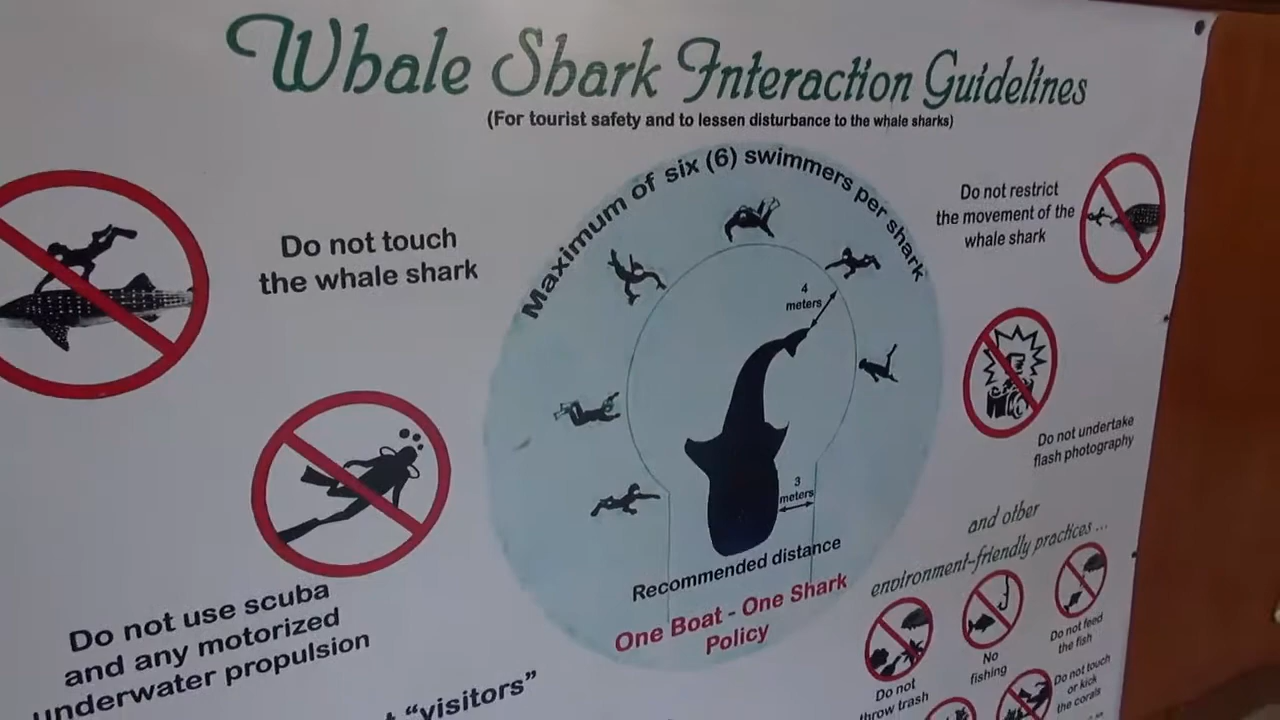 Whale Shark Interaction Guidelines
(For tourist safety and to lessen disturbance to the whale sharks)
Maximum of six (6) swimmers per shark
Do not touch
the whale shark
Do not restrict
the movement of the
whale shark
4
meters
Do not undertake
flash photography
3
meters
Recommended distance
One Boat - One Shark
Policy
Do not use scuba
and any motorized
underwater propulsion
"visitors"
and other
environment-friendly practices ...
Do not
throw trash
No
fishing
Do not feed
the fish
Do not touch
or kick
the corals